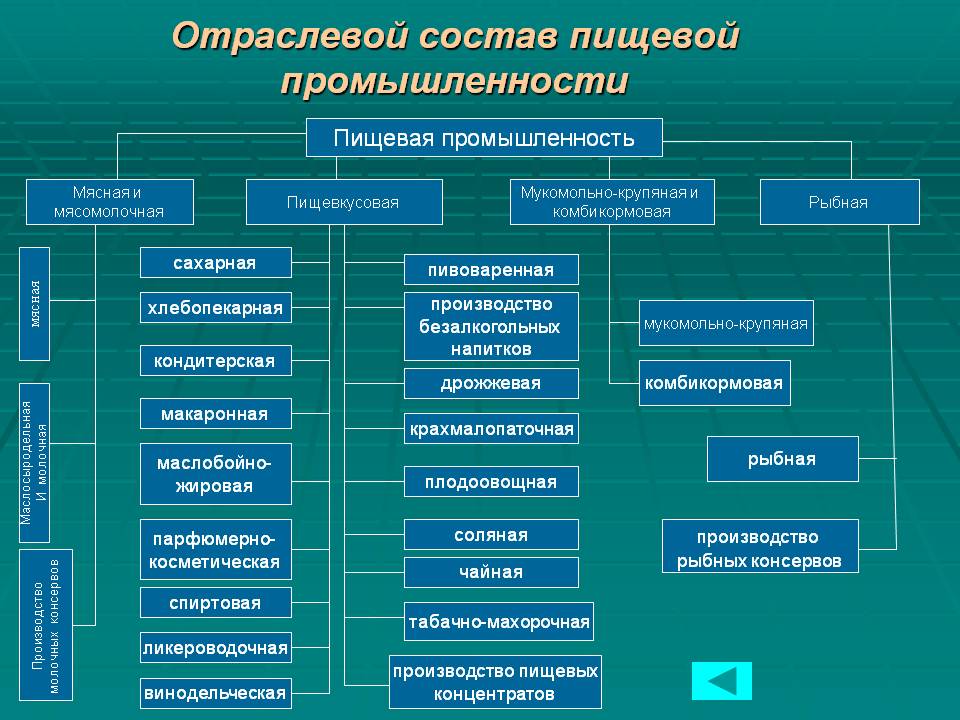 Отраслевой состав пищевой
промышленности
Пищевая промышленность
Мясная и
мясомолочная
Пищевкусовая
Мукомольно-крупяная и
комбикормовая
Рыбная
мясная
Маслосыродельная
И молочная
Производство
молочных консервов
сахарная
хлебопекарная
кондитерская
макаронная
маслобойно-
жировая
парфюмерно-
косметическая
спиртовая
ликероводочная
винодельческая
пивоваренная
производство
безалкогольных
напитков
дрожжевая
крахмалопаточная
плодоовощная
соляная
чайная
табачно-махорочная
производство пищевых
концентратов
мукомольно-крупяная
комбикормовая
рыбная
производство
рыбных консервов